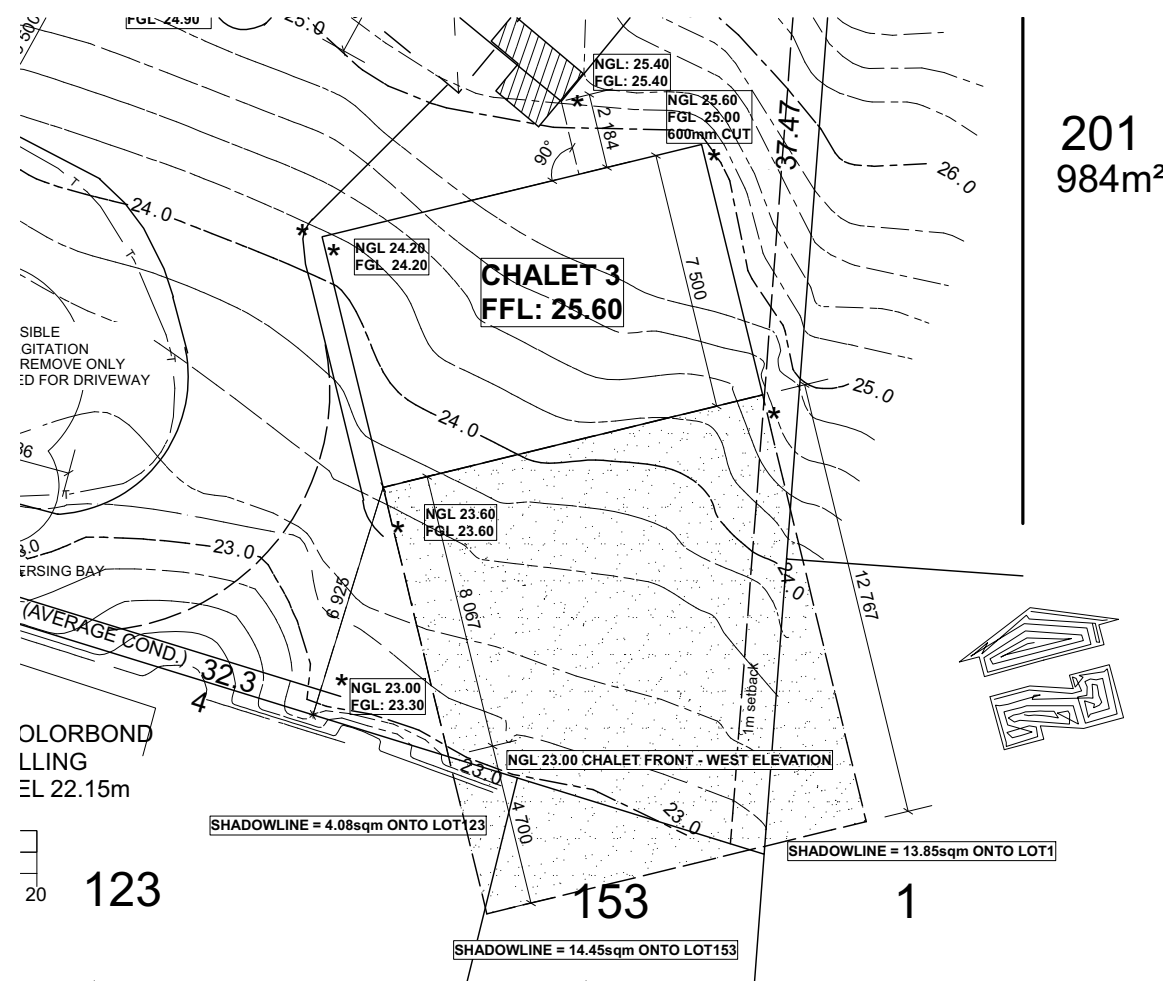 FGL 24.90
25.0
NGL: 25.40
FGL: 25.40
NGL 25.60
FGL 25.00
600mm CUT
37.47
201
984m²
2 184
90°
26.0
24.0
NGL 24.20
FGL 24.20
CHALET 3
FFL: 25.60
7 500
SIBLE
GITATION
REMOVE ONLY
ED FOR DRIVEWAY
25.0
24.0
NGL 23.60
FGL 23.60
23.0
ERSING BAY
6 925
8 067
24.0
12 767
(AVERAGE COND.)
32.3
4
NGL 23.00
FGL: 23.30
1m setback
OLORBOND
LLING
EL 22.15m
23.0
NGL 23.00 CHALET FRONT - WEST ELEVATION
4 700
23.0
SHADOWLINE = 4.08sqm ONTO LOT123
SHADOWLINE = 13.85sqm ONTO LOT1
20
123
153
1
SHADOWLINE = 14.45sqm ONTO LOT153